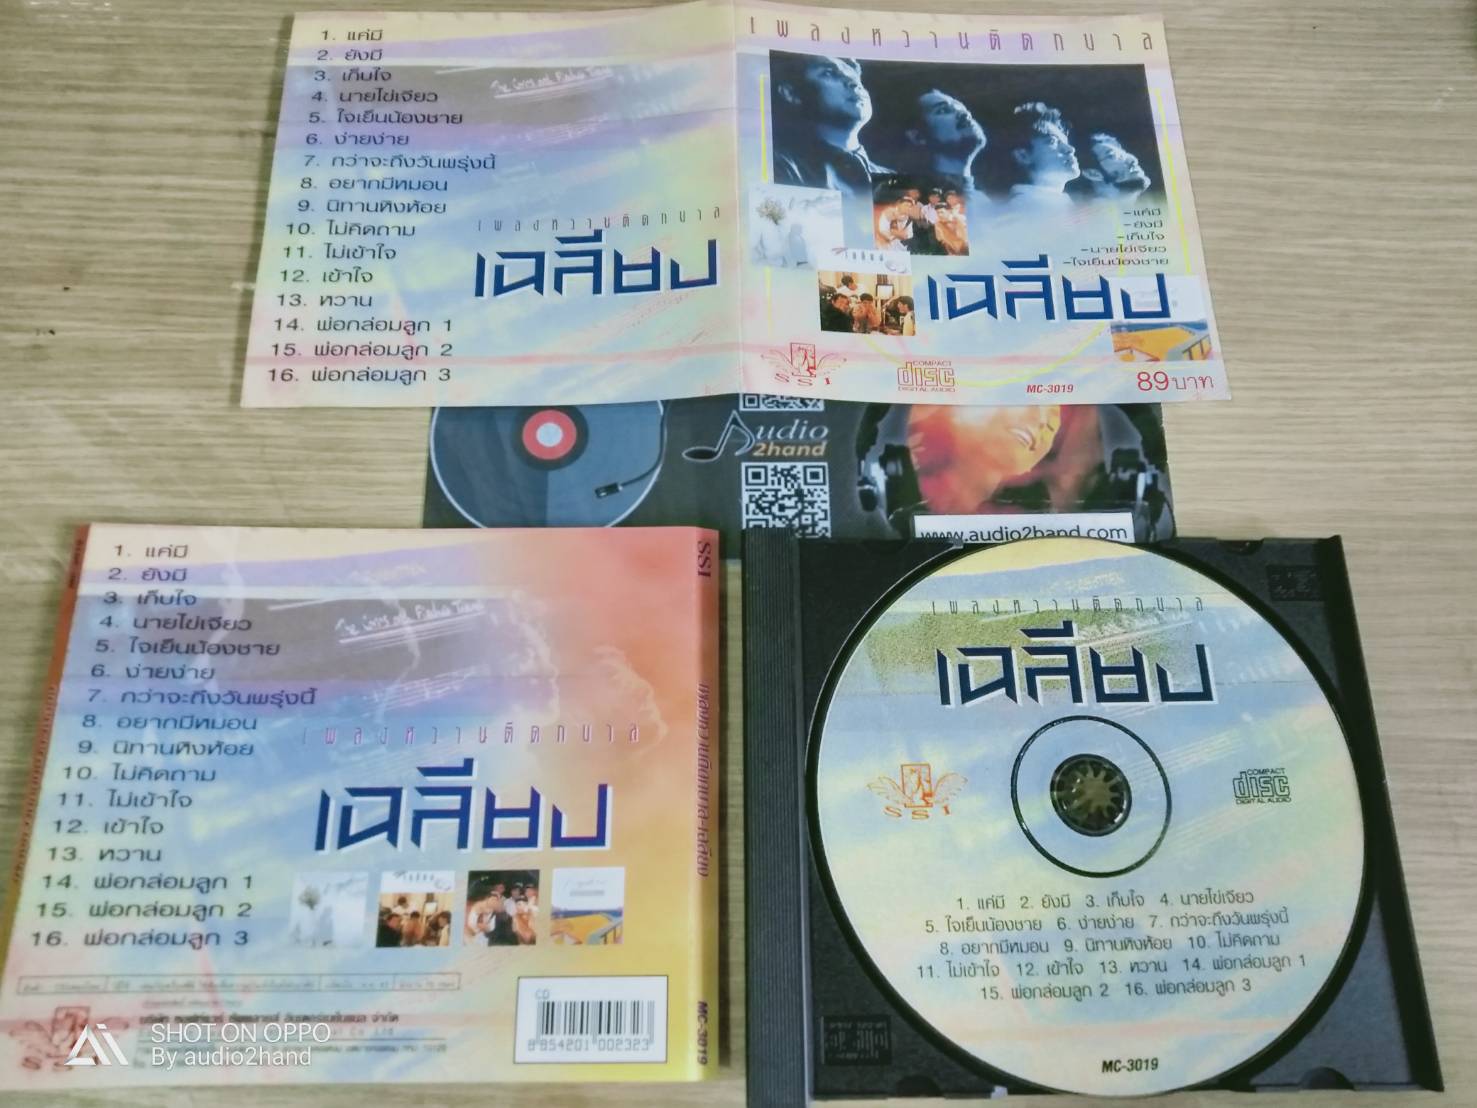 1. แค่มี
2. ยังมี
3. เก็บใจ
4. นายไข่เจียว
5. ใจเย็นน้องชาย
6. ง่ายง่าย
7. กว่าจะถึงวันพรุ่งนี้
8. อยากมีหมอน
9. นิทานหิ่งห้อย
10. ไม่คิดถาม
11. ไม่เข้าใจ
12. เข้าใจ
13. หวาน
14. พ่อกล่อมลูก 1
15. พ่อกล่อมลูก 2
16. พ่อกล่อมลูก 3
เพลงหวานติดกบาล
เฉลียง
เพลงหวานติดกบาล
-แค่มี
-ยังมี
-เก็บใจ
-นายไข่เจียว
-ใจเย็นน้องชาย
เฉลียง
SSI
COMPACT
disc
DIGITAL AUDIO
MC-3019
89บาท
Audio
2hand
www.audio2hand.com
1. แค่มี
2. ยังมี
3. เก็บใจ
4. นายไข่เจียว
5. ใจเย็นน้องชาย
6. ง่ายง่าย
7. กว่าจะถึงวันพรุ่งนี้
8. อยากมีหมอน
9. นิทานหิ่งห้อย
10. ไม่คิดถาม
11. ไม่เข้าใจ
12. เข้าใจ
13. หวาน
14. พ่อกล่อมลูก 1
15. พ่อกล่อมลูก 2
16. พ่อกล่อมลูก 3
เพลงหวานติดกบาล
เฉลียง
CD
8 854201 002323
SSI
เพลงหวานติดกบาล-เฉลียง
MC-3019
SHOT ON OPPO
By audio2hand
เพลงหวานติดกบาล
เฉลียง
SSI
COMPACT
disc
DIGITAL AUDIO
1. แค่มี 2. ยังมี 3. เก็บใจ 4. นายไข่เจียว
5. ใจเย็นน้องชาย 6. ง่ายง่าย 7. กว่าจะถึงวันพรุ่งนี้
8. อยากมีหมอน 9. นิทานหิ่งห้อย 10. ไม่คิดถาม
11. ไม่เข้าใจ 12. เข้าใจ 13. หวาน 14. พ่อกล่อมลูก 1
15. พ่อกล่อมลูก 2 16. พ่อกล่อมลูก 3
MC-3019